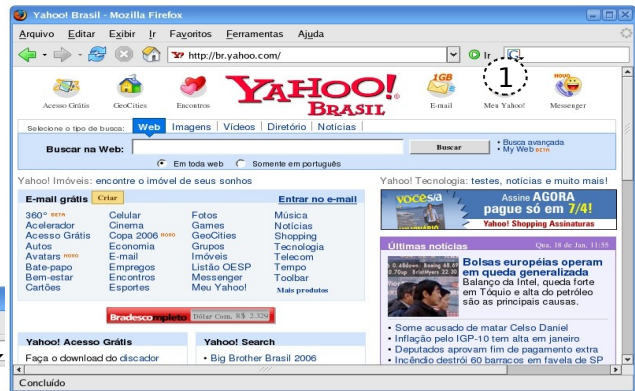 Yahoo! Brasil - Mozilla Firefox
Arquivo Editar Exibir Ir Favoritos Ferramentas Ajuda
http://br.yahoo.com/ Ir G
1
Acesso Grátis GeoCities Encontros YAHOO! BRASIL 1GB E-mail Meu Yahoo! NOVO Messenger
Selecione o tipo de busca: Web Imagens Vídeos Diretório Notícias
Buscar na Web: Buscar
• Busca avançada
• My Web BETA
Em toda web Somente em português
Yahoo! Imóveis: encontre o imóvel de seus sonhos
Yahoo! Tecnologia: testes, notícias e muito mais!
E-mail grátis Criar Entrar no e-mail
360° BETA Celular Fotos Música
Acelerador Cinema Games Notícias
Acesso Grátis Copa 2006 NOVO GeoCities Shopping
Autos Economia Grupos Tecnologia
Avatars NOVO E-mail Imóveis Telecom
Bate-papo Empregos Listão OESP Tempo
Bem-estar Encontros Messenger Toolbar
Cartões Esportes Meu Yahoo! Mais produtos
Bradescompleto Dólar Com. R$ 2.329
Yahoo! Acesso Grátis
Faça o download do discador
Yahoo! Search
• Big Brother Brasil 2006
VOCE s/a
Assine AGORA
pague só em 7/4!
Yahoo! Shopping Assinaturas
Últimas notícias Qua, 18 de Jan, 11:55
Bolsas européias operam
em queda generalizada
Balanço da Intel, queda forte
em Tóquio e alta do petróleo
são as principais causas.
• Some acusado de matar Celso Daniel
• Inflação pelo IGP-10 tem alta em janeiro
• Deputados aprovam fim de pagamento extra
• Incêndio destrói 60 barracos em favela de SP
Concluído